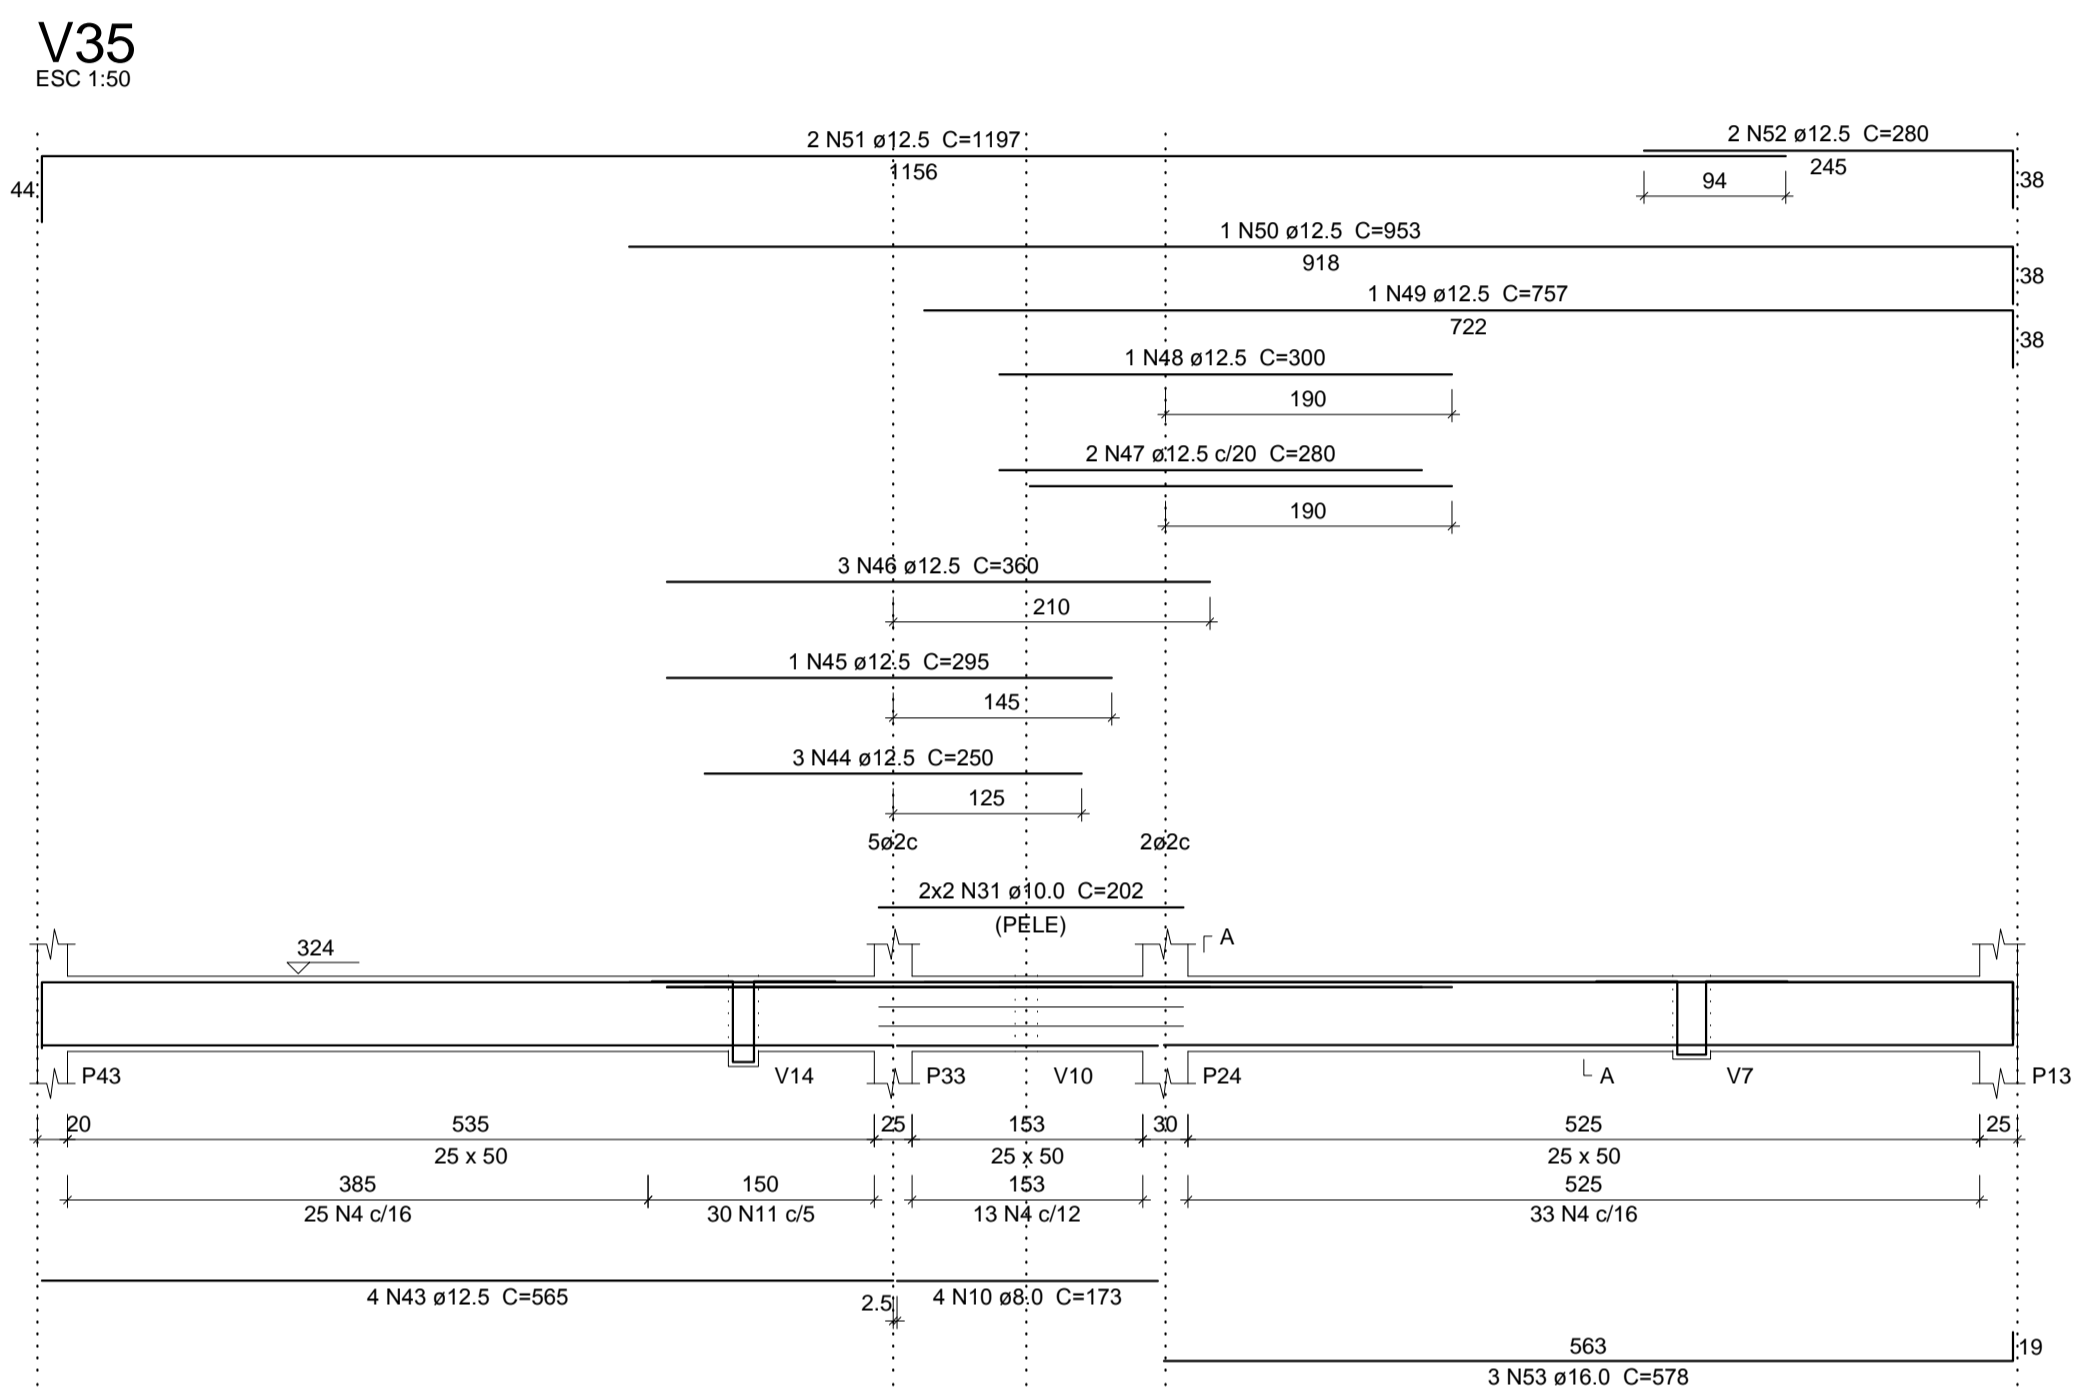 V35
ESC 1:50
2 N51 ø12.5 C=1197
2 N52 ø12.5 C=280
1156
245
44
94
38
1 N50 ø12.5 C=953
918
38
1 N49 ø12.5 C=757
722
38
1 N48 ø12.5 C=300
190
2 N47 ø12.5 c/20 C=280
190
3 N46 ø12.5 C=360
210
1 N45 ø12.5 C=295
145
3 N44 ø12.5 C=250
125
5ø2c
2ø2c
2x2 N31 ø10.0 C=202
(PELE)
A
324
P43
V14
P33
V10
P24
A
V7
P13
20
535
25
153
30
525
25
25 x 50
25 x 50
25 x 50
385
150
153
525
25 N4 c/16
30 N11 c/5
13 N4 c/12
33 N4 c/16
4 N43 ø12.5 C=565
2.5
4 N10 ø8.0 C=173
563
19
3 N53 ø16.0 C=578